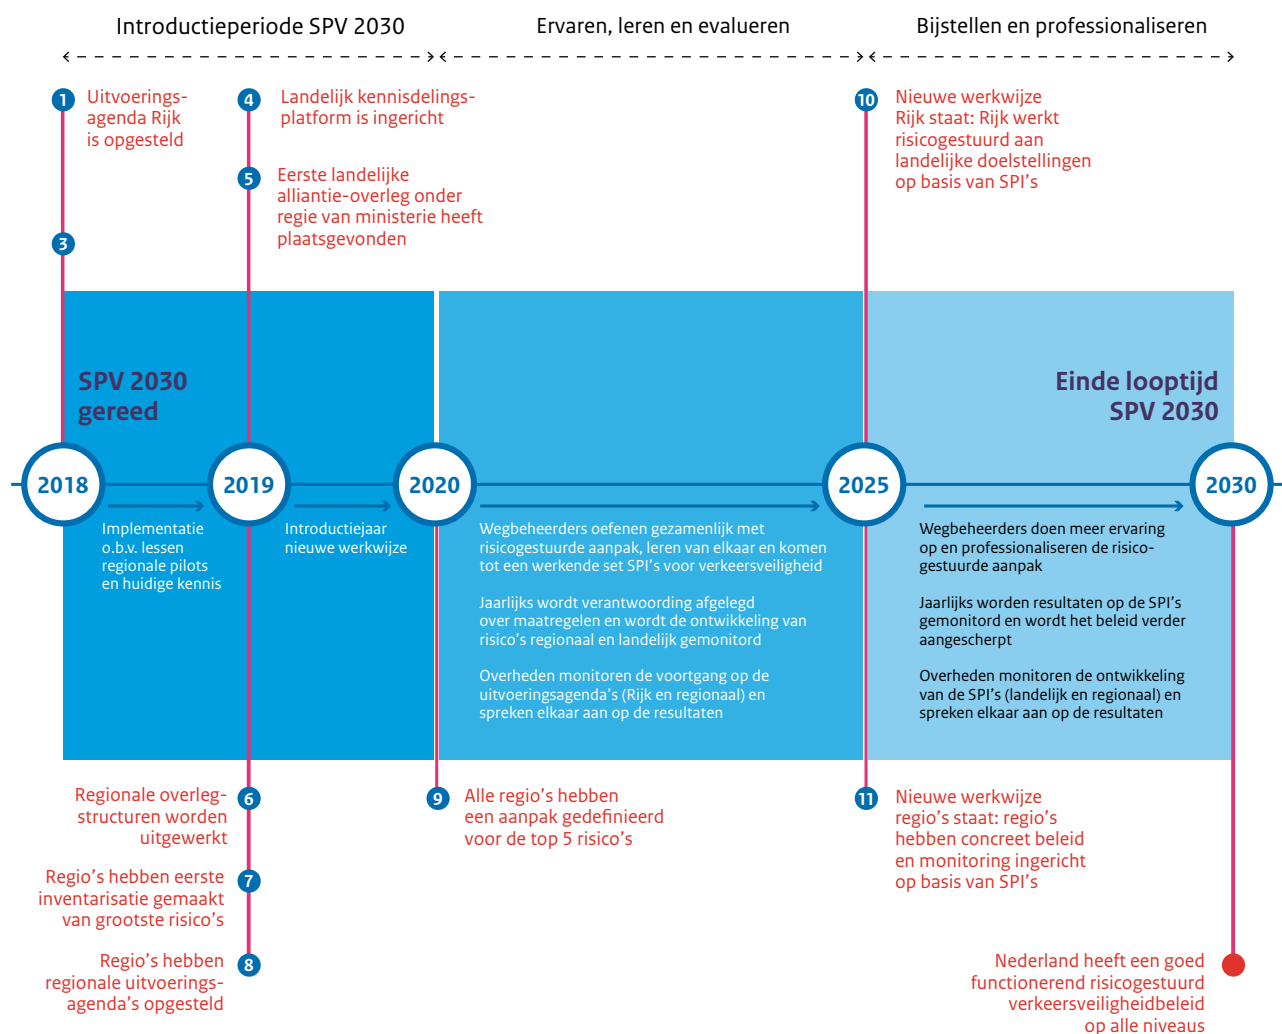 Introductieperiode SPV 2030
Ervaren, leren en evalueren
Bijstellen en professionaliseren
1
Uitvoerings-
agenda Rijk
is opgesteld
3
4
Landelijk kennisdelings-
platform is ingericht
5
Eerste landelijke
alliantie-overleg onder
regie van ministerie heeft
plaatsgevonden
10
Nieuwe werkwijze
Rijk staat: Rijk werkt
risicogestuurd aan
landelijke doelstellingen
op basis van SPI’s
SPV 2030
gereed
Einde looptijd
SPV 2030
2018
2019
2020
2025
2030
Implementatie
o.b.v. lessen
regionale pilots
en huidige kennis
Introductiejaar
nieuwe werkwijze
Wegbeheerders oefenen gezamenlijk met
risicogestuurde aanpak, leren van elkaar en komen
tot een werkende set SPI’s voor verkeersveiligheid
Jaarlijks wordt verantwoording afgelegd
over maatregelen en wordt de ontwikkeling van
risico’s regionaal en landelijk gemonitord
Overheden monitoren de voortgang op de
uitvoeringsagenda’s (Rijk en regionaal) en
spreken elkaar aan op de resultaten
Wegbeheerders doen meer ervaring
op en professionaliseren de risico-
gestuurde aanpak
Jaarlijks worden resultaten op de SPI’s
gemonitord en wordt het beleid verder
aangescherpt
Overheden monitoren de ontwikkeling
van de SPI’s (landelijk en regionaal) en
spreken elkaar aan op de resultaten
Regionale overleg-
structuren worden
uitgewerkt
6
Regio’s hebben eerste
inventarisatie gemaakt
van grootste risico’s
7
Regio’s hebben
regionale uitvoerings-
agenda’s opgesteld
8
9
Alle regio’s hebben
een aanpak gedefinieerd
voor de top 5 risico’s
11
Nieuwe werkwijze
regio’s staat: regio’s
hebben concreet beleid
en monitoring ingericht
op basis van SPI’s
Nederland heeft een goed
functionerend risicogestuurd
verkeersveiligheidbeleid
op alle niveaus